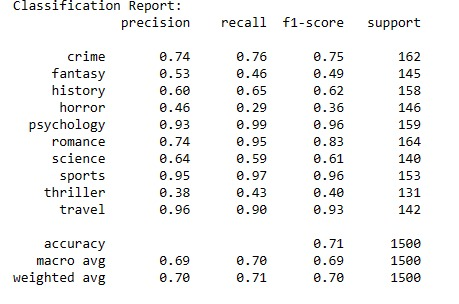 Classification Report:
precision recall f1-score support
crime 0.74 0.76 0.75 162
fantasy 0.53 0.46 0.49 145
history 0.60 0.65 0.62 158
horror 0.46 0.29 0.36 146
psychology 0.93 0.99 0.96 159
romance 0.74 0.95 0.83 164
science 0.64 0.59 0.61 140
sports 0.95 0.97 0.96 153
thriller 0.38 0.43 0.40 131
travel 0.96 0.90 0.93 142
accuracy 0.71 1500
macro avg 0.69 0.70 0.69 1500
weighted avg 0.70 0.71 0.70 1500